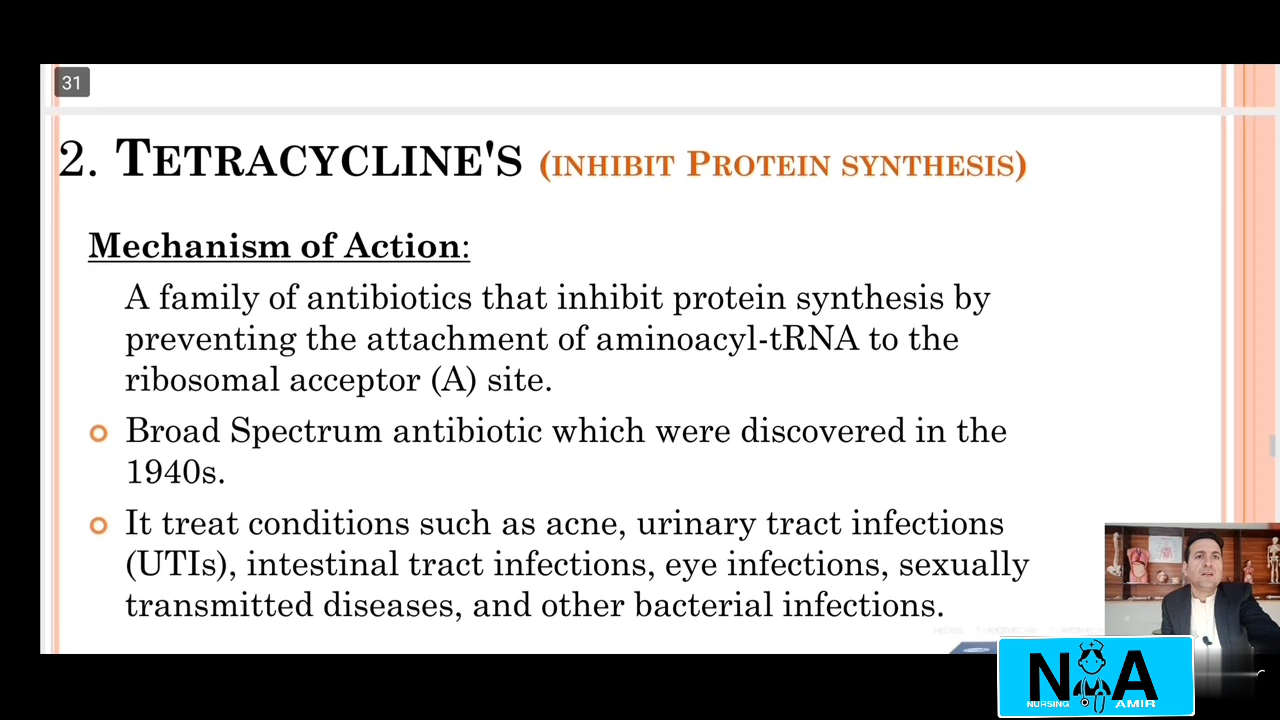 31
2. TETRACYCLINE'S (INHIBIT PROTEIN SYNTHESIS)
Mechanism of Action:
A family of antibiotics that inhibit protein synthesis by
preventing the attachment of aminoacyl-tRNA to the
ribosomal acceptor (A) site.
Broad Spectrum antibiotic which were discovered in the
1940s.
It treat conditions such as acne, urinary tract infections
(UTIs), intestinal tract infections, eye infections, sexually
transmitted diseases, and other bacterial infections.
N A
NURSING AMIR